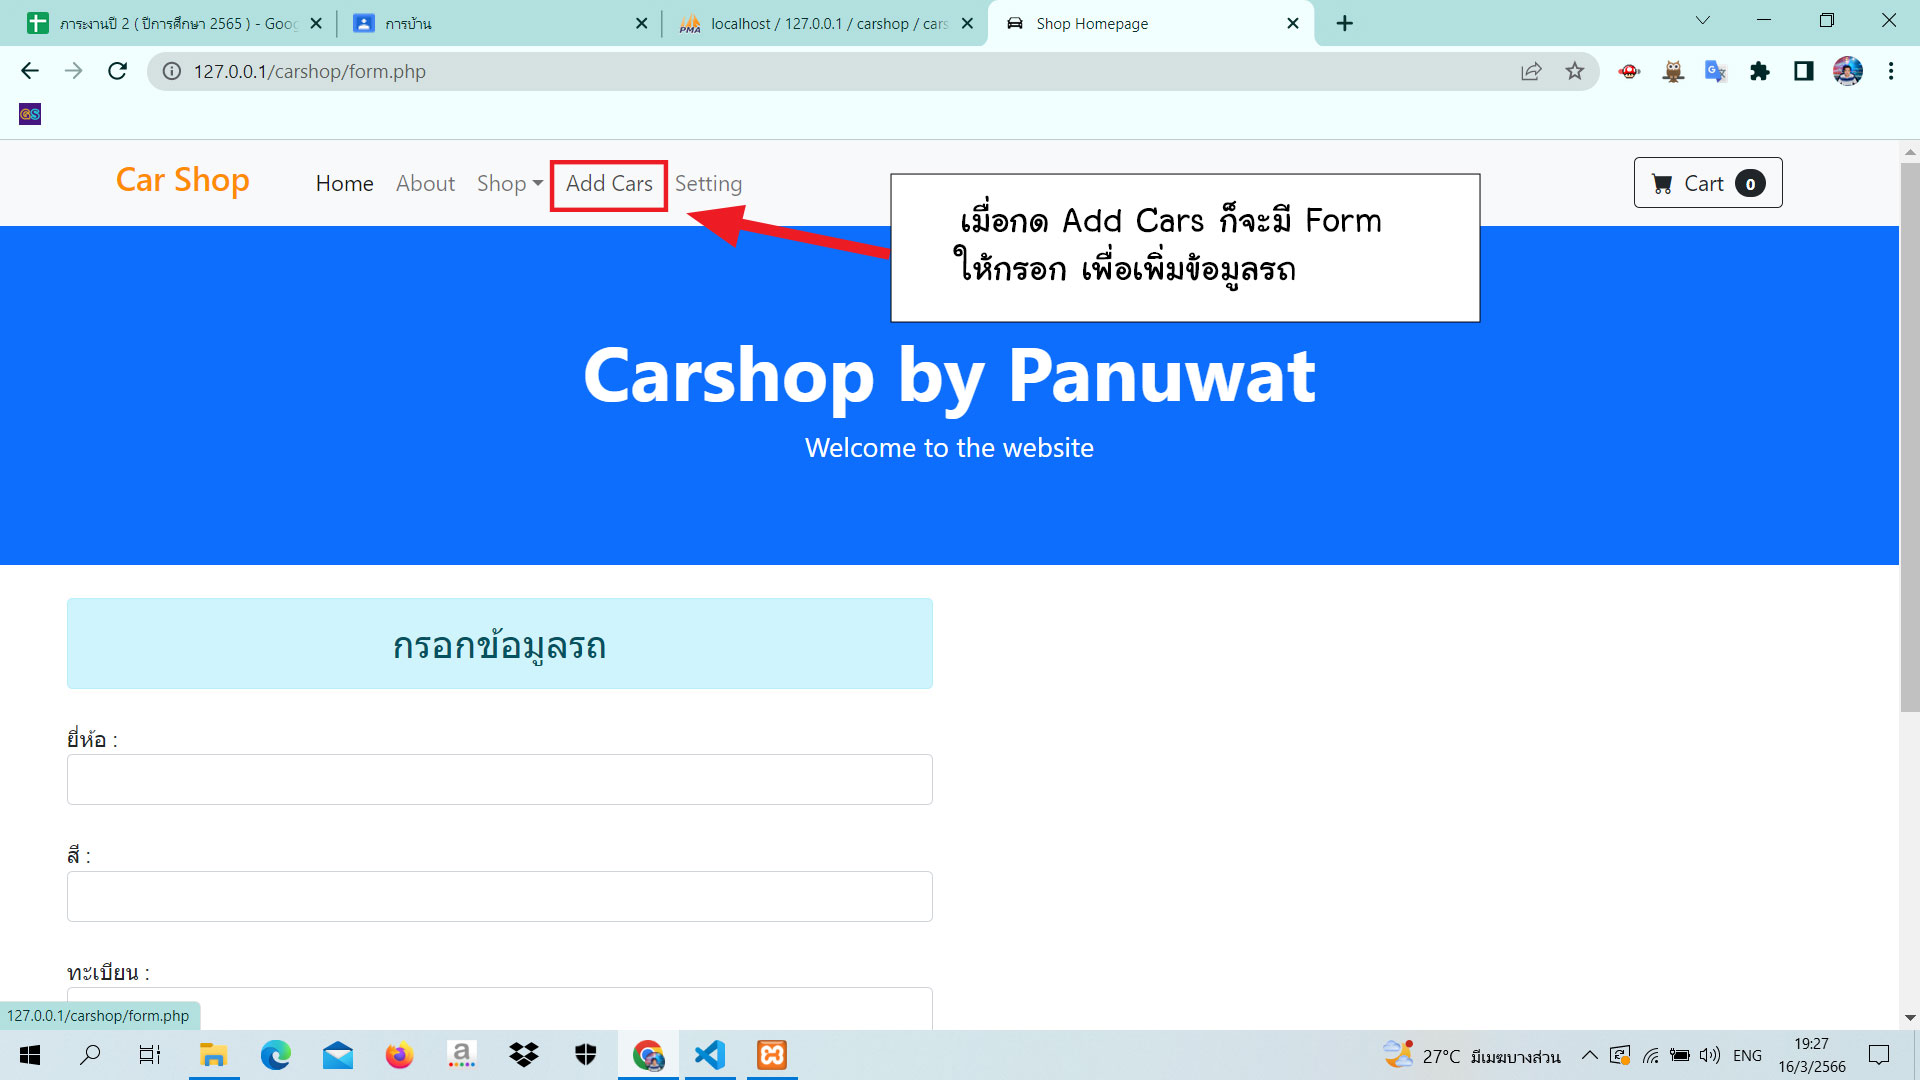 ภาระงานปี 2 ( ปีการศึกษา 2565 ) - Goog
การบ้าน
localhost / 127.0.0.1 / carshop / cars
Shop Homepage
127.0.0.1/carshop/form.php
GS
Car Shop
Home
About
Shop
Add Cars
Setting
Cart 0
เมื่อกด Add Cars ก็จะมี Form
ให้กรอก เพื่อเพิ่มข้อมูลรถ
Carshop by Panuwat
Welcome to the website
กรอกข้อมูลรถ
ยี่ห้อ :
สี :
ทะเบียน :
127.0.0.1/carshop/form.php
27°C มีเมฆบางส่วน
ENG
19:27
16/3/2566